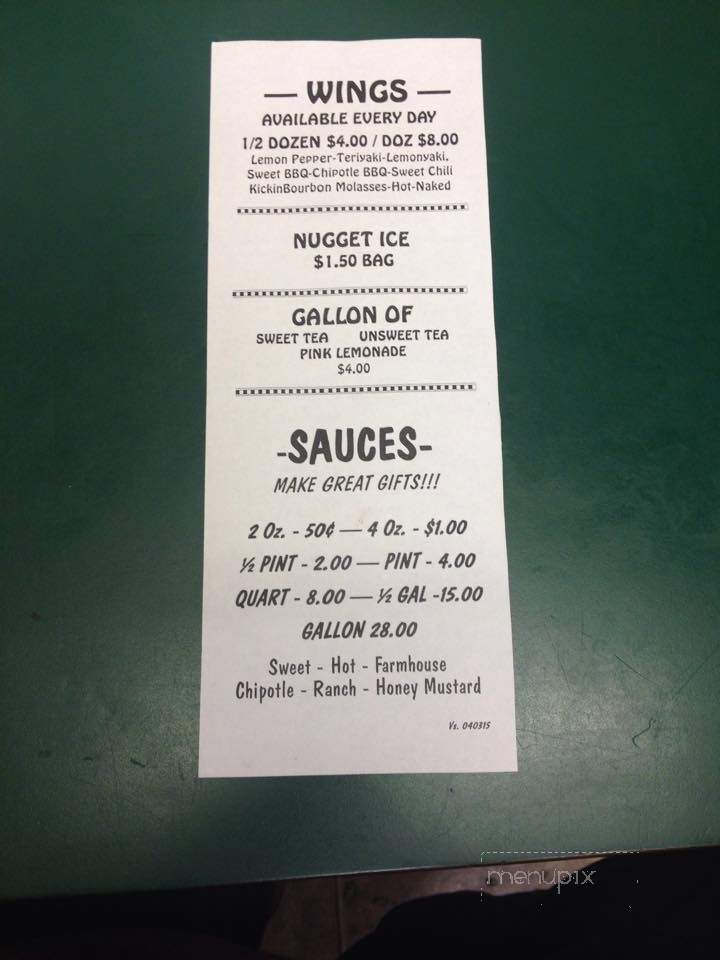 — WINGS —
AVAILABLE EVERY DAY
1/2 DOZEN $4.00 / DOZ $8.00
Lemon Pepper-Teriyaki-Lemonyaki,
Sweet BBQ-Chipotle BBQ-Sweet Chili
KickinBourbon Molasses-Hot-Naked
NUGGET ICE
$1.50 BAG
GALLON OF
SWEET TEA UNSWEET TEA
PINK LEMONADE
$4.00
-SAUCES-
MAKE GREAT GIFTS!!!
2 Oz. - 50¢ — 4 Oz. - $1.00
½ PINT - 2.00 — PINT - 4.00
QUART - 8.00 — ½ GAL -15.00
GALLON 28.00
Sweet - Hot - Farmhouse
Chipotle - Ranch - Honey Mustard
Vs. 040315
menupix